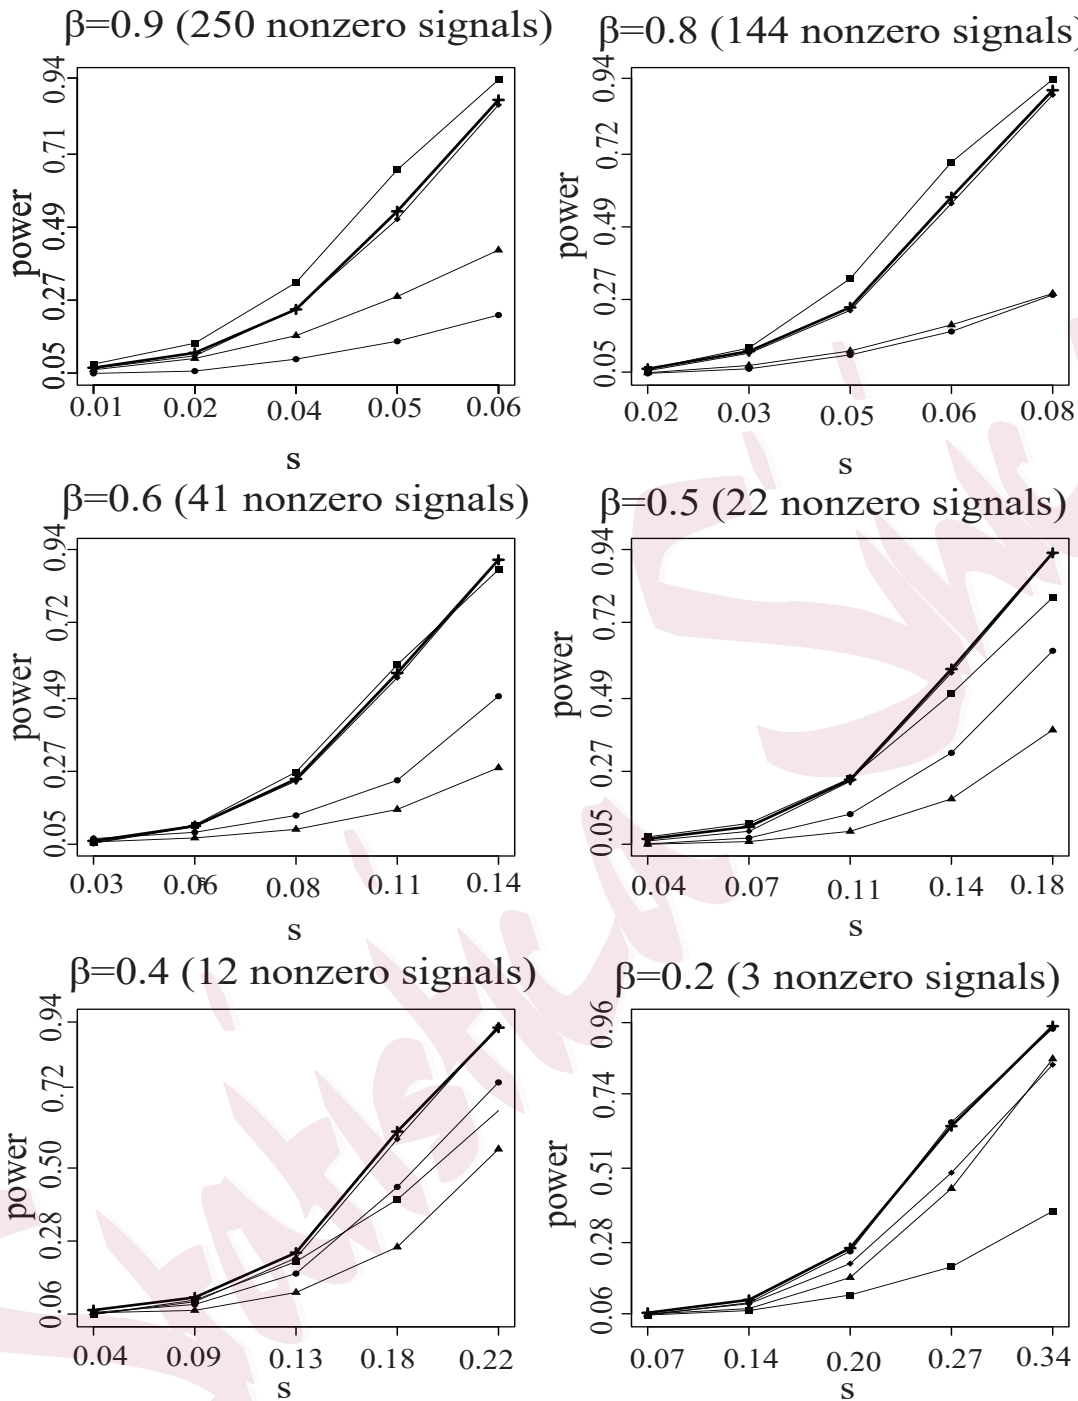 β=0.9 (250 nonzero signals)
power
0.94
0.71
0.49
0.27
0.05
0.01 0.02 0.04 0.05 0.06
s
β=0.8 (144 nonzero signals)
power
0.94
0.72
0.49
0.27
0.05
0.02 0.03 0.05 0.06 0.08
s
β=0.6 (41 nonzero signals)
power
0.94
0.72
0.49
0.27
0.05
0.03 0.06 0.08 0.11 0.14
s
β=0.5 (22 nonzero signals)
power
0.94
0.72
0.49
0.27
0.05
0.04 0.07 0.11 0.14 0.18
s
β=0.4 (12 nonzero signals)
power
0.94
0.72
0.50
0.28
0.06
0.04 0.09 0.13 0.18 0.22
s
β=0.2 (3 nonzero signals)
power
0.96
0.74
0.51
0.28
0.06
0.07 0.14 0.20 0.27 0.34
s